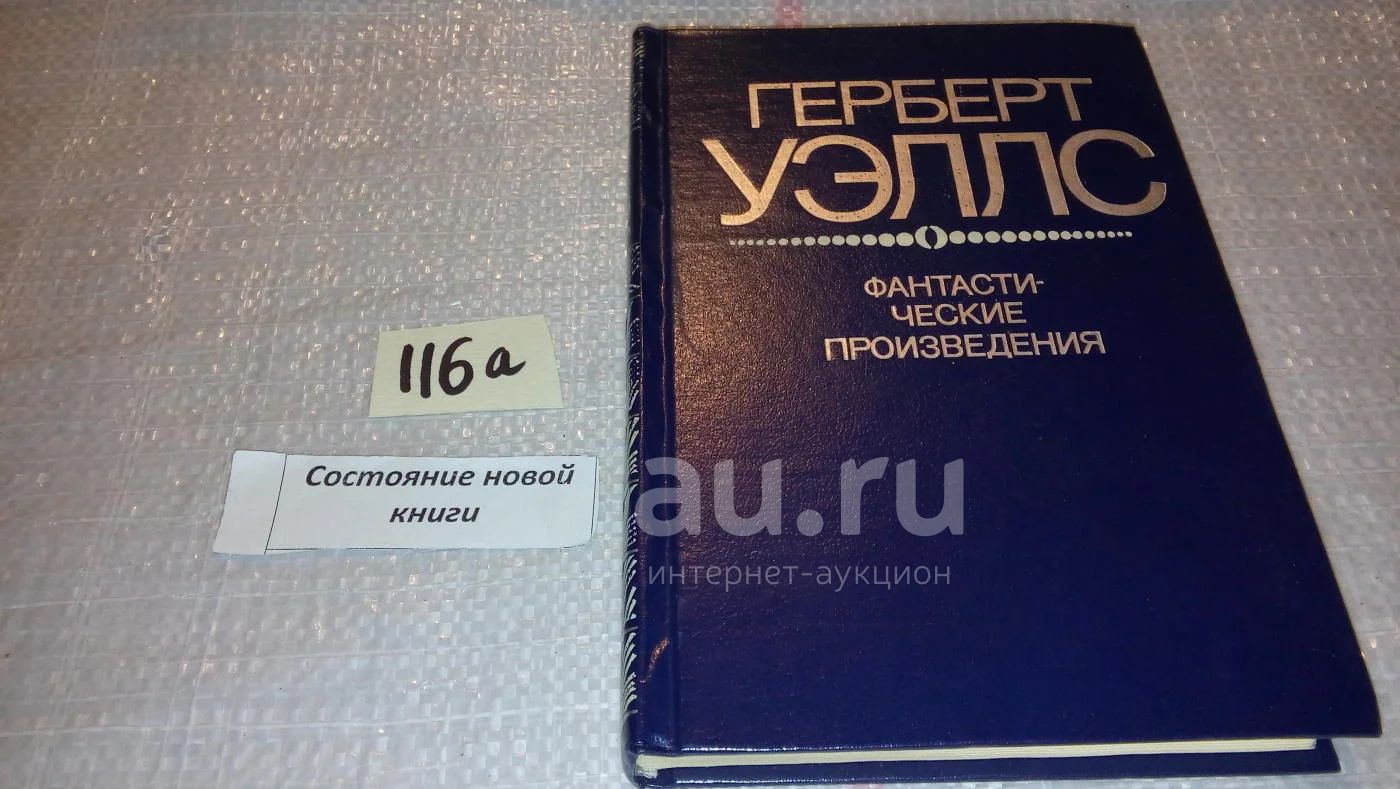 ГЕРБЕРТ
УЭЛЛС
ФАНТАСТИ-
ЧЕСКИЕ
ПРОИЗВЕДЕНИЯ
116а
Состояние новой
книги
au.ru
интернет-аукцион